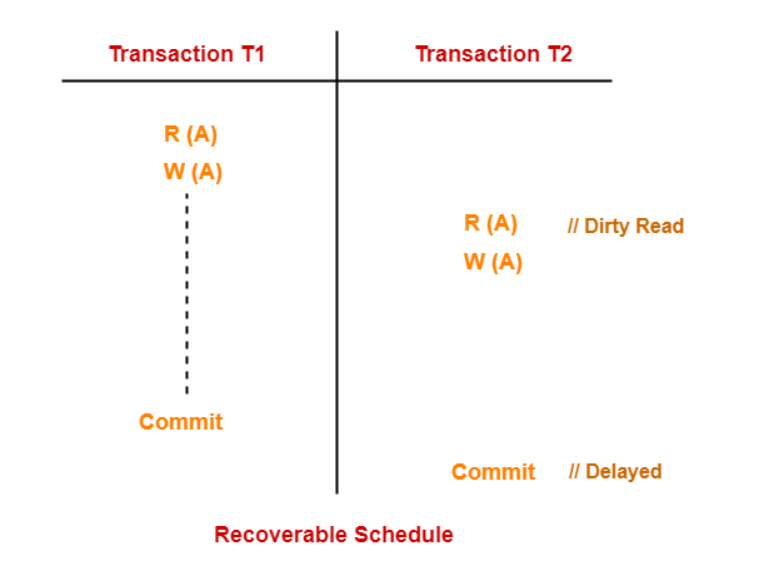 Transaction T1 Transaction T2
R (A)
W (A)
R (A) // Dirty Read
W (A)
Commit
Commit // Delayed
Recoverable Schedule